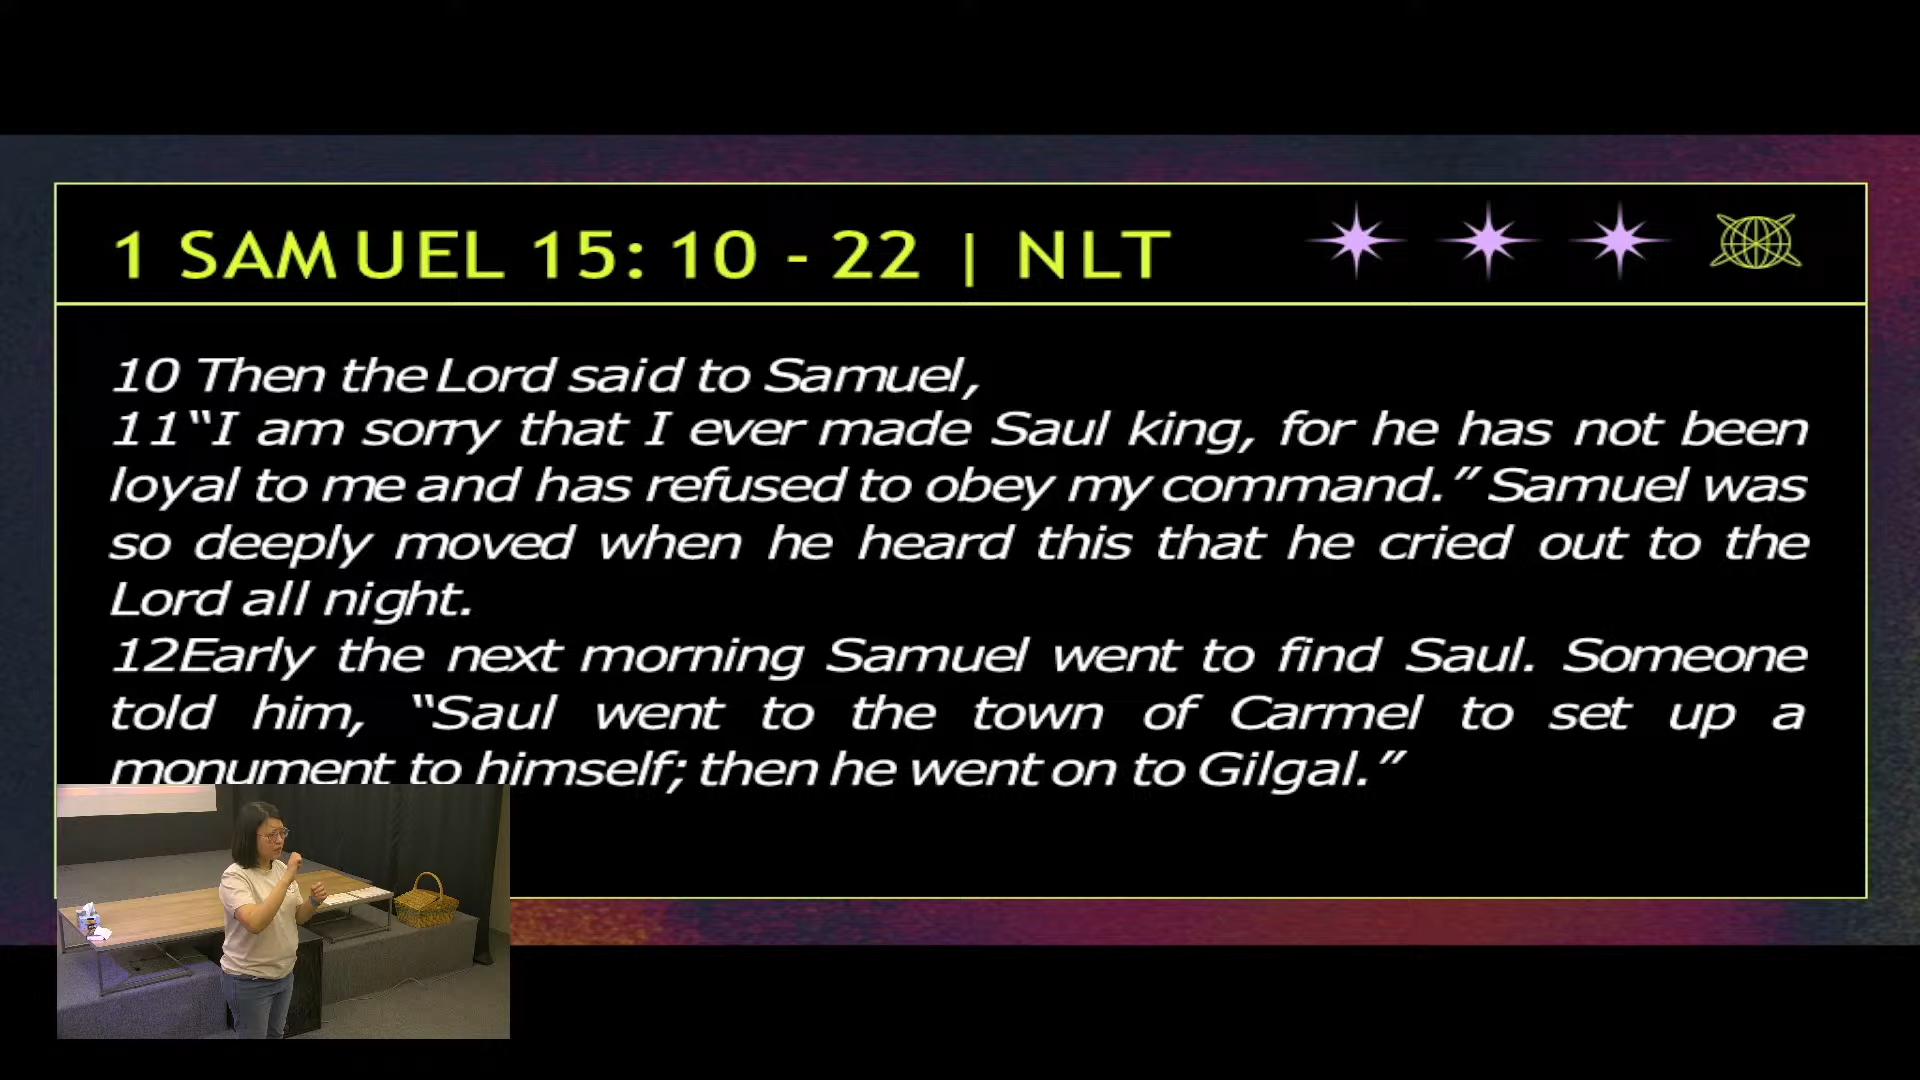 1 SAMUEL 15: 10 - 22 | NLT
10 Then the Lord said to Samuel,
11“I am sorry that I ever made Saul king, for he has not been
loyal to me and has refused to obey my command.” Samuel was
so deeply moved when he heard this that he cried out to the
Lord all night.
12Early the next morning Samuel went to find Saul. Someone
told him, “Saul went to the town of Carmel to set up a
monument to himself; then he went on to Gilgal.”